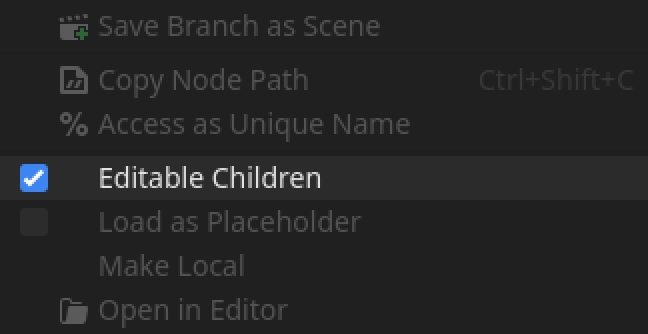 Save Branch as Scene
Copy Node Path Ctrl+Shift+C
Access as Unique Name
Editable Children
Load as Placeholder
Make Local
Open in Editor